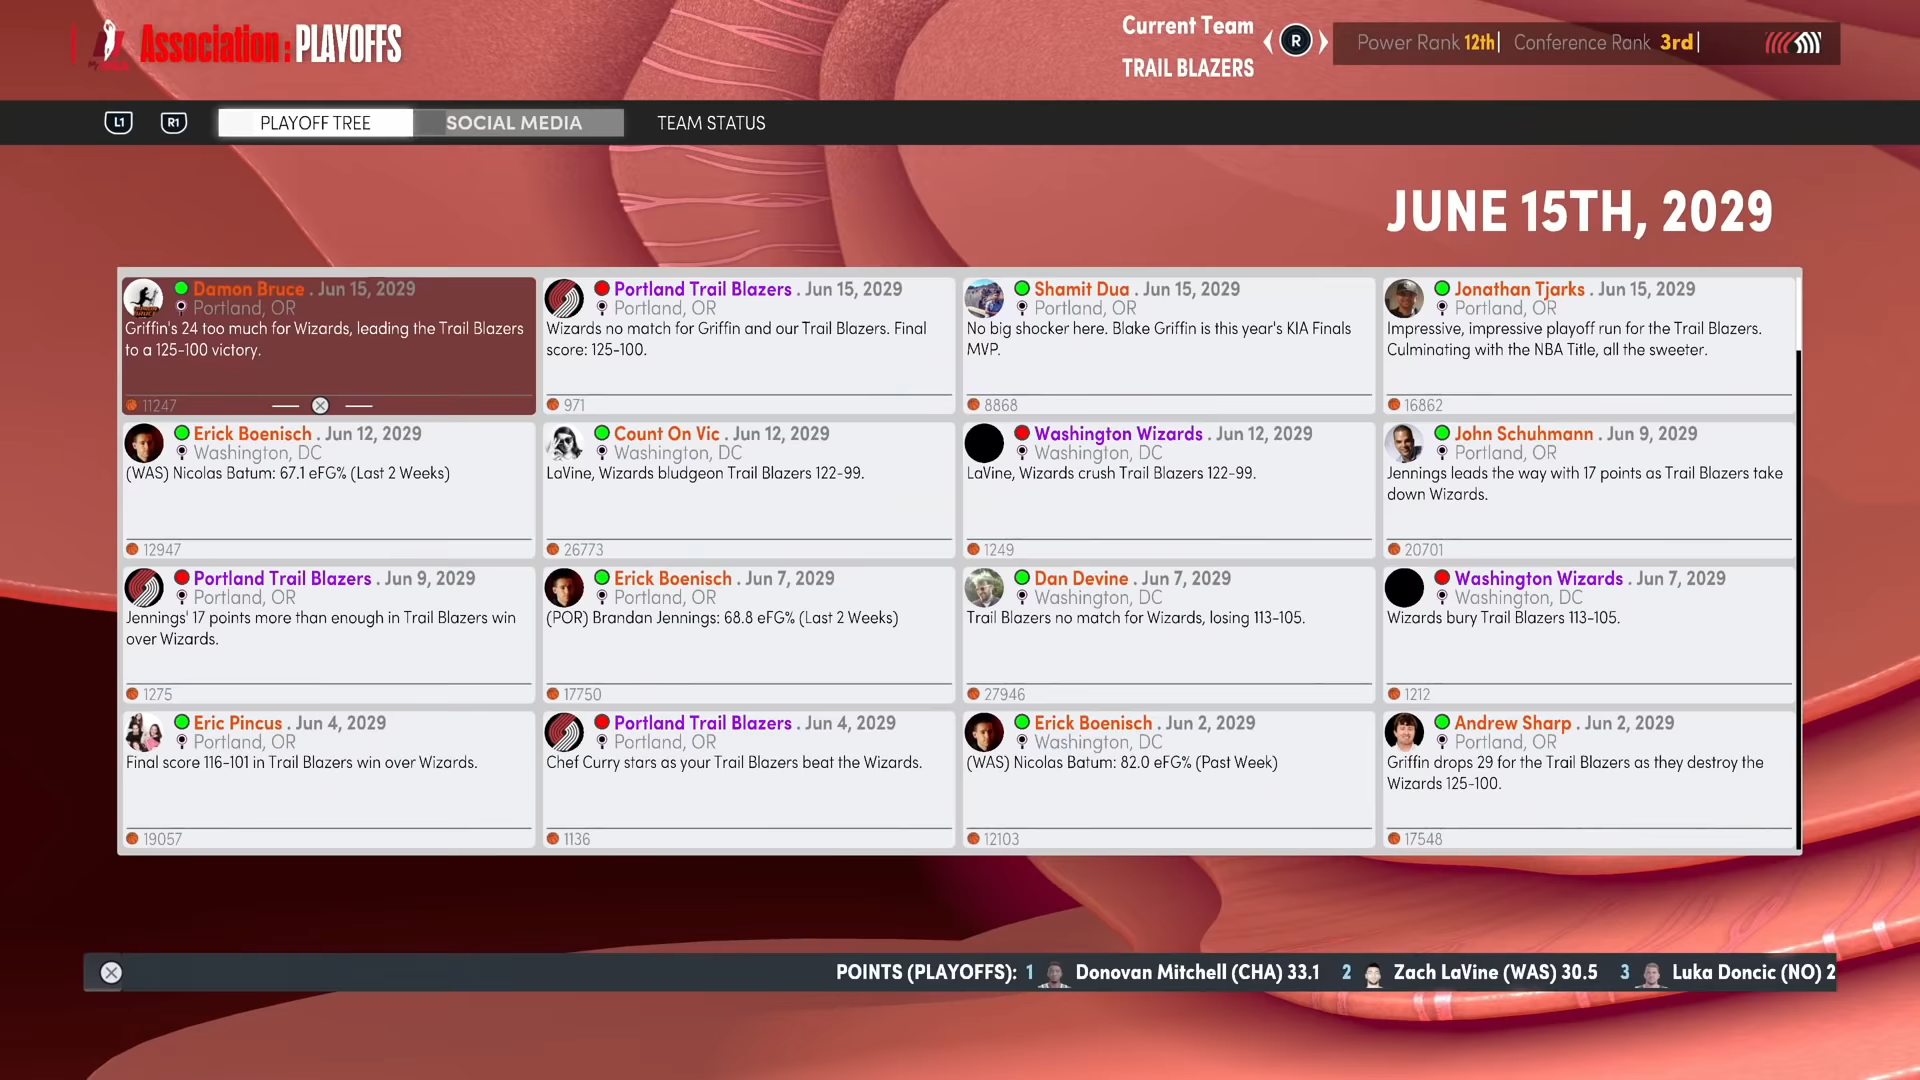 Association : PLAYOFFS
Current Team
TRAIL BLAZERS
R
Power Rank 12th| Conference Rank 3rd|
L1 R1 PLAYOFF TREE SOCIAL MEDIA TEAM STATUS
JUNE 15TH, 2029
Damon Bruce . Jun 15, 2029
Portland, OR
Griffin's 24 too much for Wizards, leading the Trail Blazers
to a 125-100 victory.
11247
Portland Trail Blazers . Jun 15, 2029
Portland, OR
Wizards no match for Griffin and our Trail Blazers. Final
score: 125-100.
971
Shamit Dua . Jun 15, 2029
Portland, OR
No big shocker here. Blake Griffin is this year's KIA Finals
MVP.
8868
Jonathan Tjarks . Jun 15, 2029
Portland, OR
Impressive, impressive playoff run for the Trail Blazers.
Culminating with the NBA Title, all the sweeter.
16862
Erick Boenisch . Jun 12, 2029
Washington, DC
(WAS) Nicolas Batum: 67.1 eFG% (Last 2 Weeks)
12947
Count On Vic . Jun 12, 2029
Washington, DC
LaVine, Wizards bludgeon Trail Blazers 122-99.
26773
Washington Wizards . Jun 12, 2029
Washington, DC
LaVine, Wizards crush Trail Blazers 122-99.
1249
John Schuhmann . Jun 9, 2029
Portland, OR
Jennings leads the way with 17 points as Trail Blazers take
down Wizards.
20701
Portland Trail Blazers . Jun 9, 2029
Portland, OR
Jennings' 17 points more than enough in Trail Blazers win
over Wizards.
1275
Erick Boenisch . Jun 7, 2029
Portland, OR
(POR) Brandan Jennings: 68.8 eFG% (Last 2 Weeks)
17750
Dan Devine . Jun 7, 2029
Washington, DC
Trail Blazers no match for Wizards, losing 113-105.
27946
Washington Wizards . Jun 7, 2029
Washington, DC
Wizards bury Trail Blazers 113-105.
1212
Eric Pincus . Jun 4, 2029
Portland, OR
Final score 116-101 in Trail Blazers win over Wizards.
19057
Portland Trail Blazers . Jun 4, 2029
Portland, OR
Chef Curry stars as your Trail Blazers beat the Wizards.
1136
Erick Boenisch . Jun 2, 2029
Washington, DC
(WAS) Nicolas Batum: 82.0 eFG% (Past Week)
12103
Andrew Sharp . Jun 2, 2029
Portland, OR
Griffin drops 29 for the Trail Blazers as they destroy the
Wizards 125-100.
17548
POINTS (PLAYOFFS): 1 Donovan Mitchell (CHA) 33.1 2 Zach LaVine (WAS) 30.5 3 Luka Doncic (NO) 2